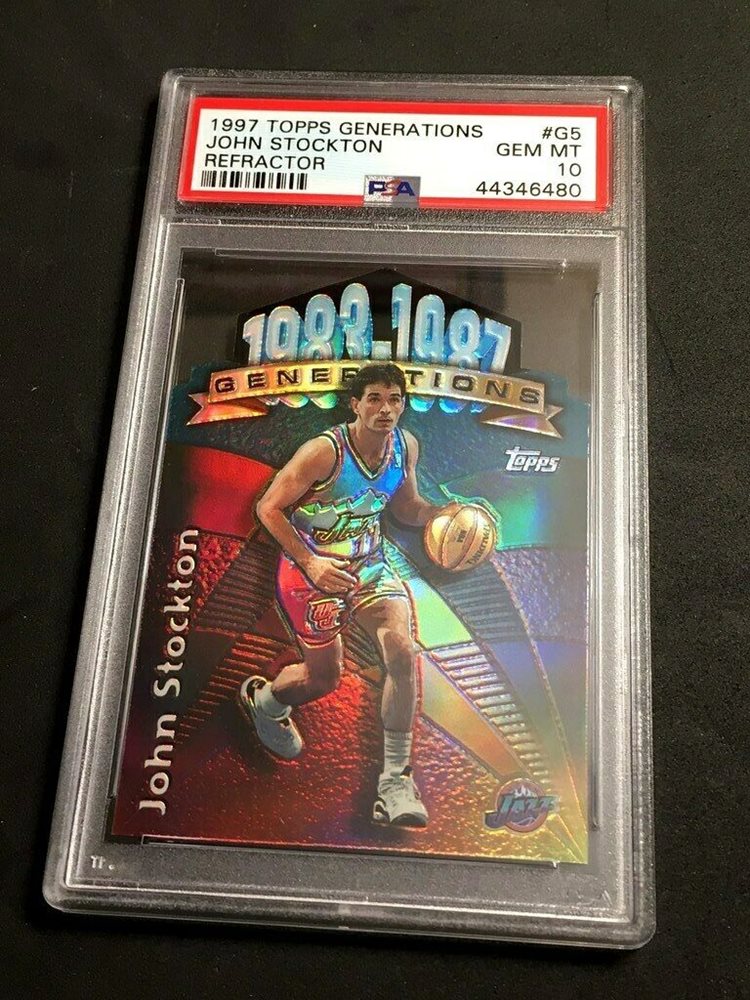 1997 TOPPS GENERATIONS #G5
JOHN STOCKTON GEM MT
REFRACTOR 10
PSA 44346480
1983-1987
GENERATIONS
Topps
John Stockton
JAZZ